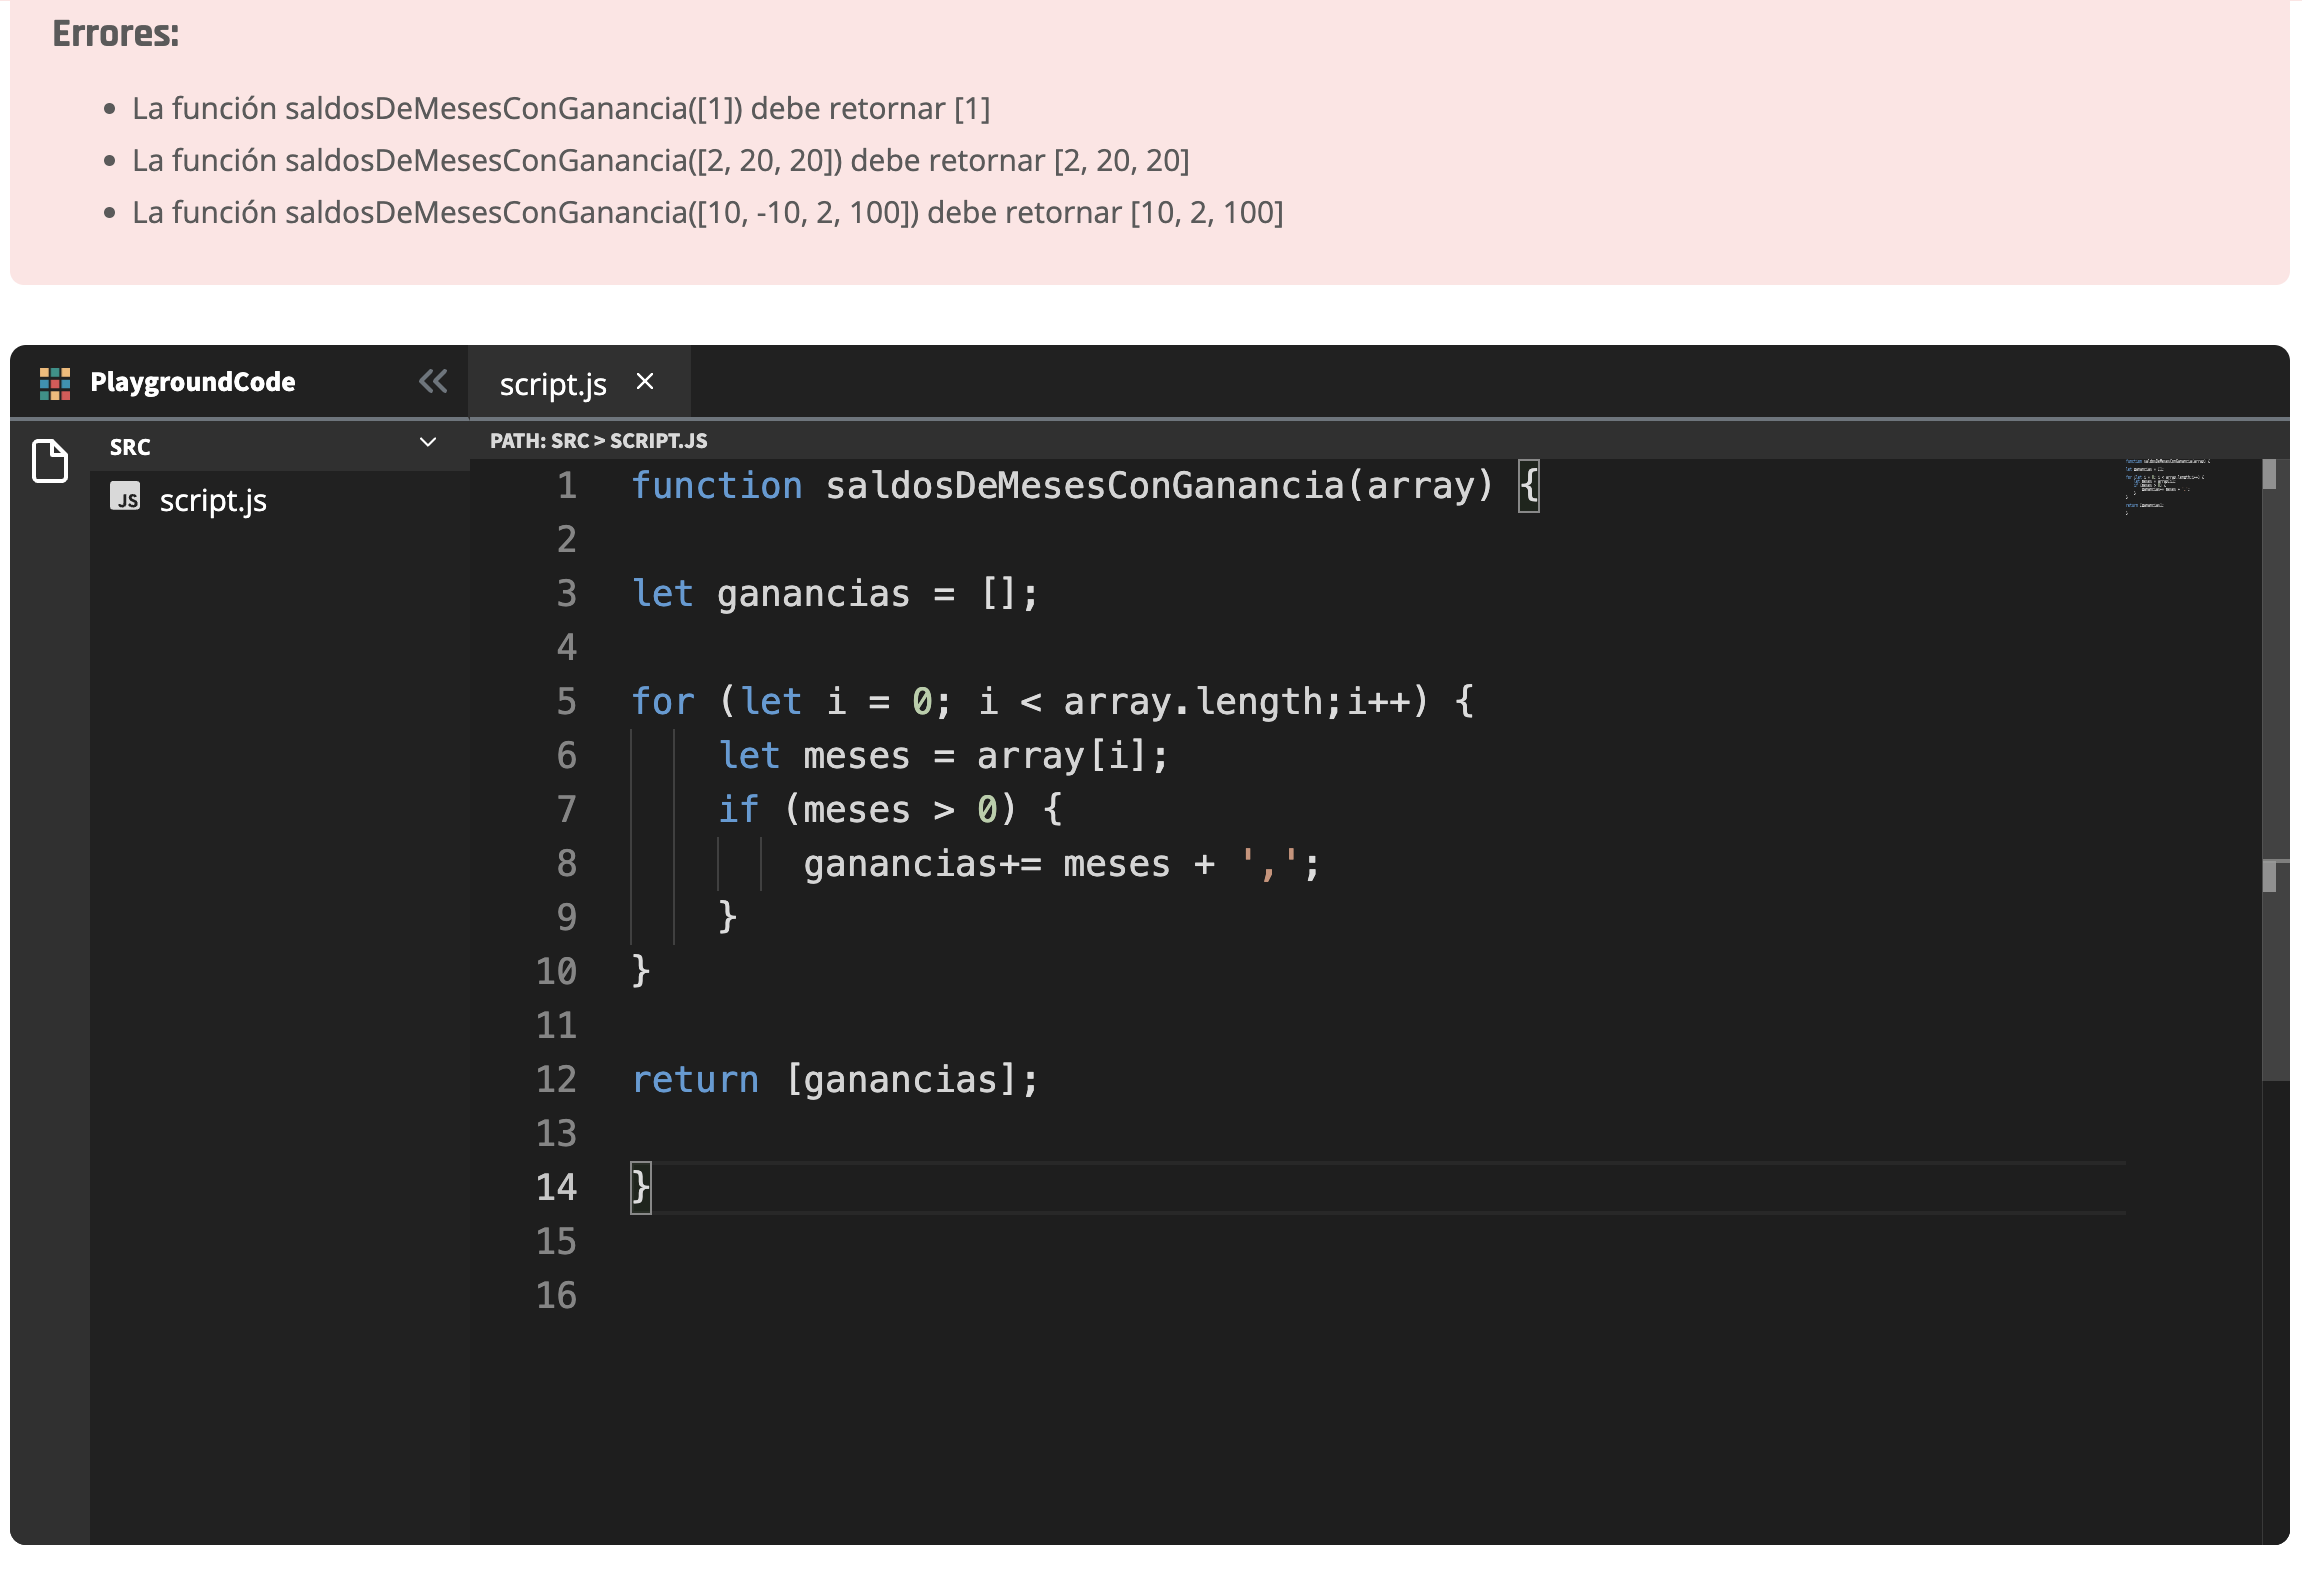 Errores:
La función saldosDeMesesConGanancia([1]) debe retornar [1]
La función saldosDeMesesConGanancia([2, 20, 20]) debe retornar [2, 20, 20]
La función saldosDeMesesConGanancia([10, -10, 2, 100]) debe retornar [10, 2, 100]
PlaygroundCode
script.js
SRC
JS script.js
PATH: SRC > SCRIPT.JS
1 function saldosDeMesesConGanancia(array) {
2
3 let ganancias = [];
4
5 for (let i = 0; i < array.length;i++) {
6 let meses = array[i];
7 if (meses > 0) {
8 ganancias+= meses + ',';
9 }
10 }
11
12 return [ganancias];
13
14 }
15
16